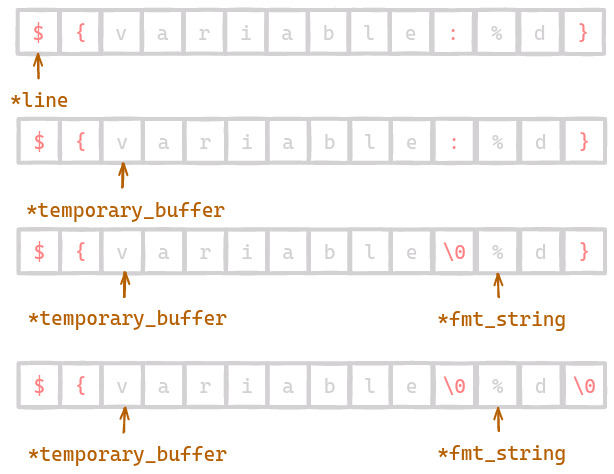 $ { v a r i a b l e : % d }
*line
$ { v a r i a b l e : % d }
*temporary_buffer
$ { v a r i a b l e \0 % d }
*temporary_buffer *fmt_string
$ { v a r i a b l e \0 % d \0
*temporary_buffer *fmt_string